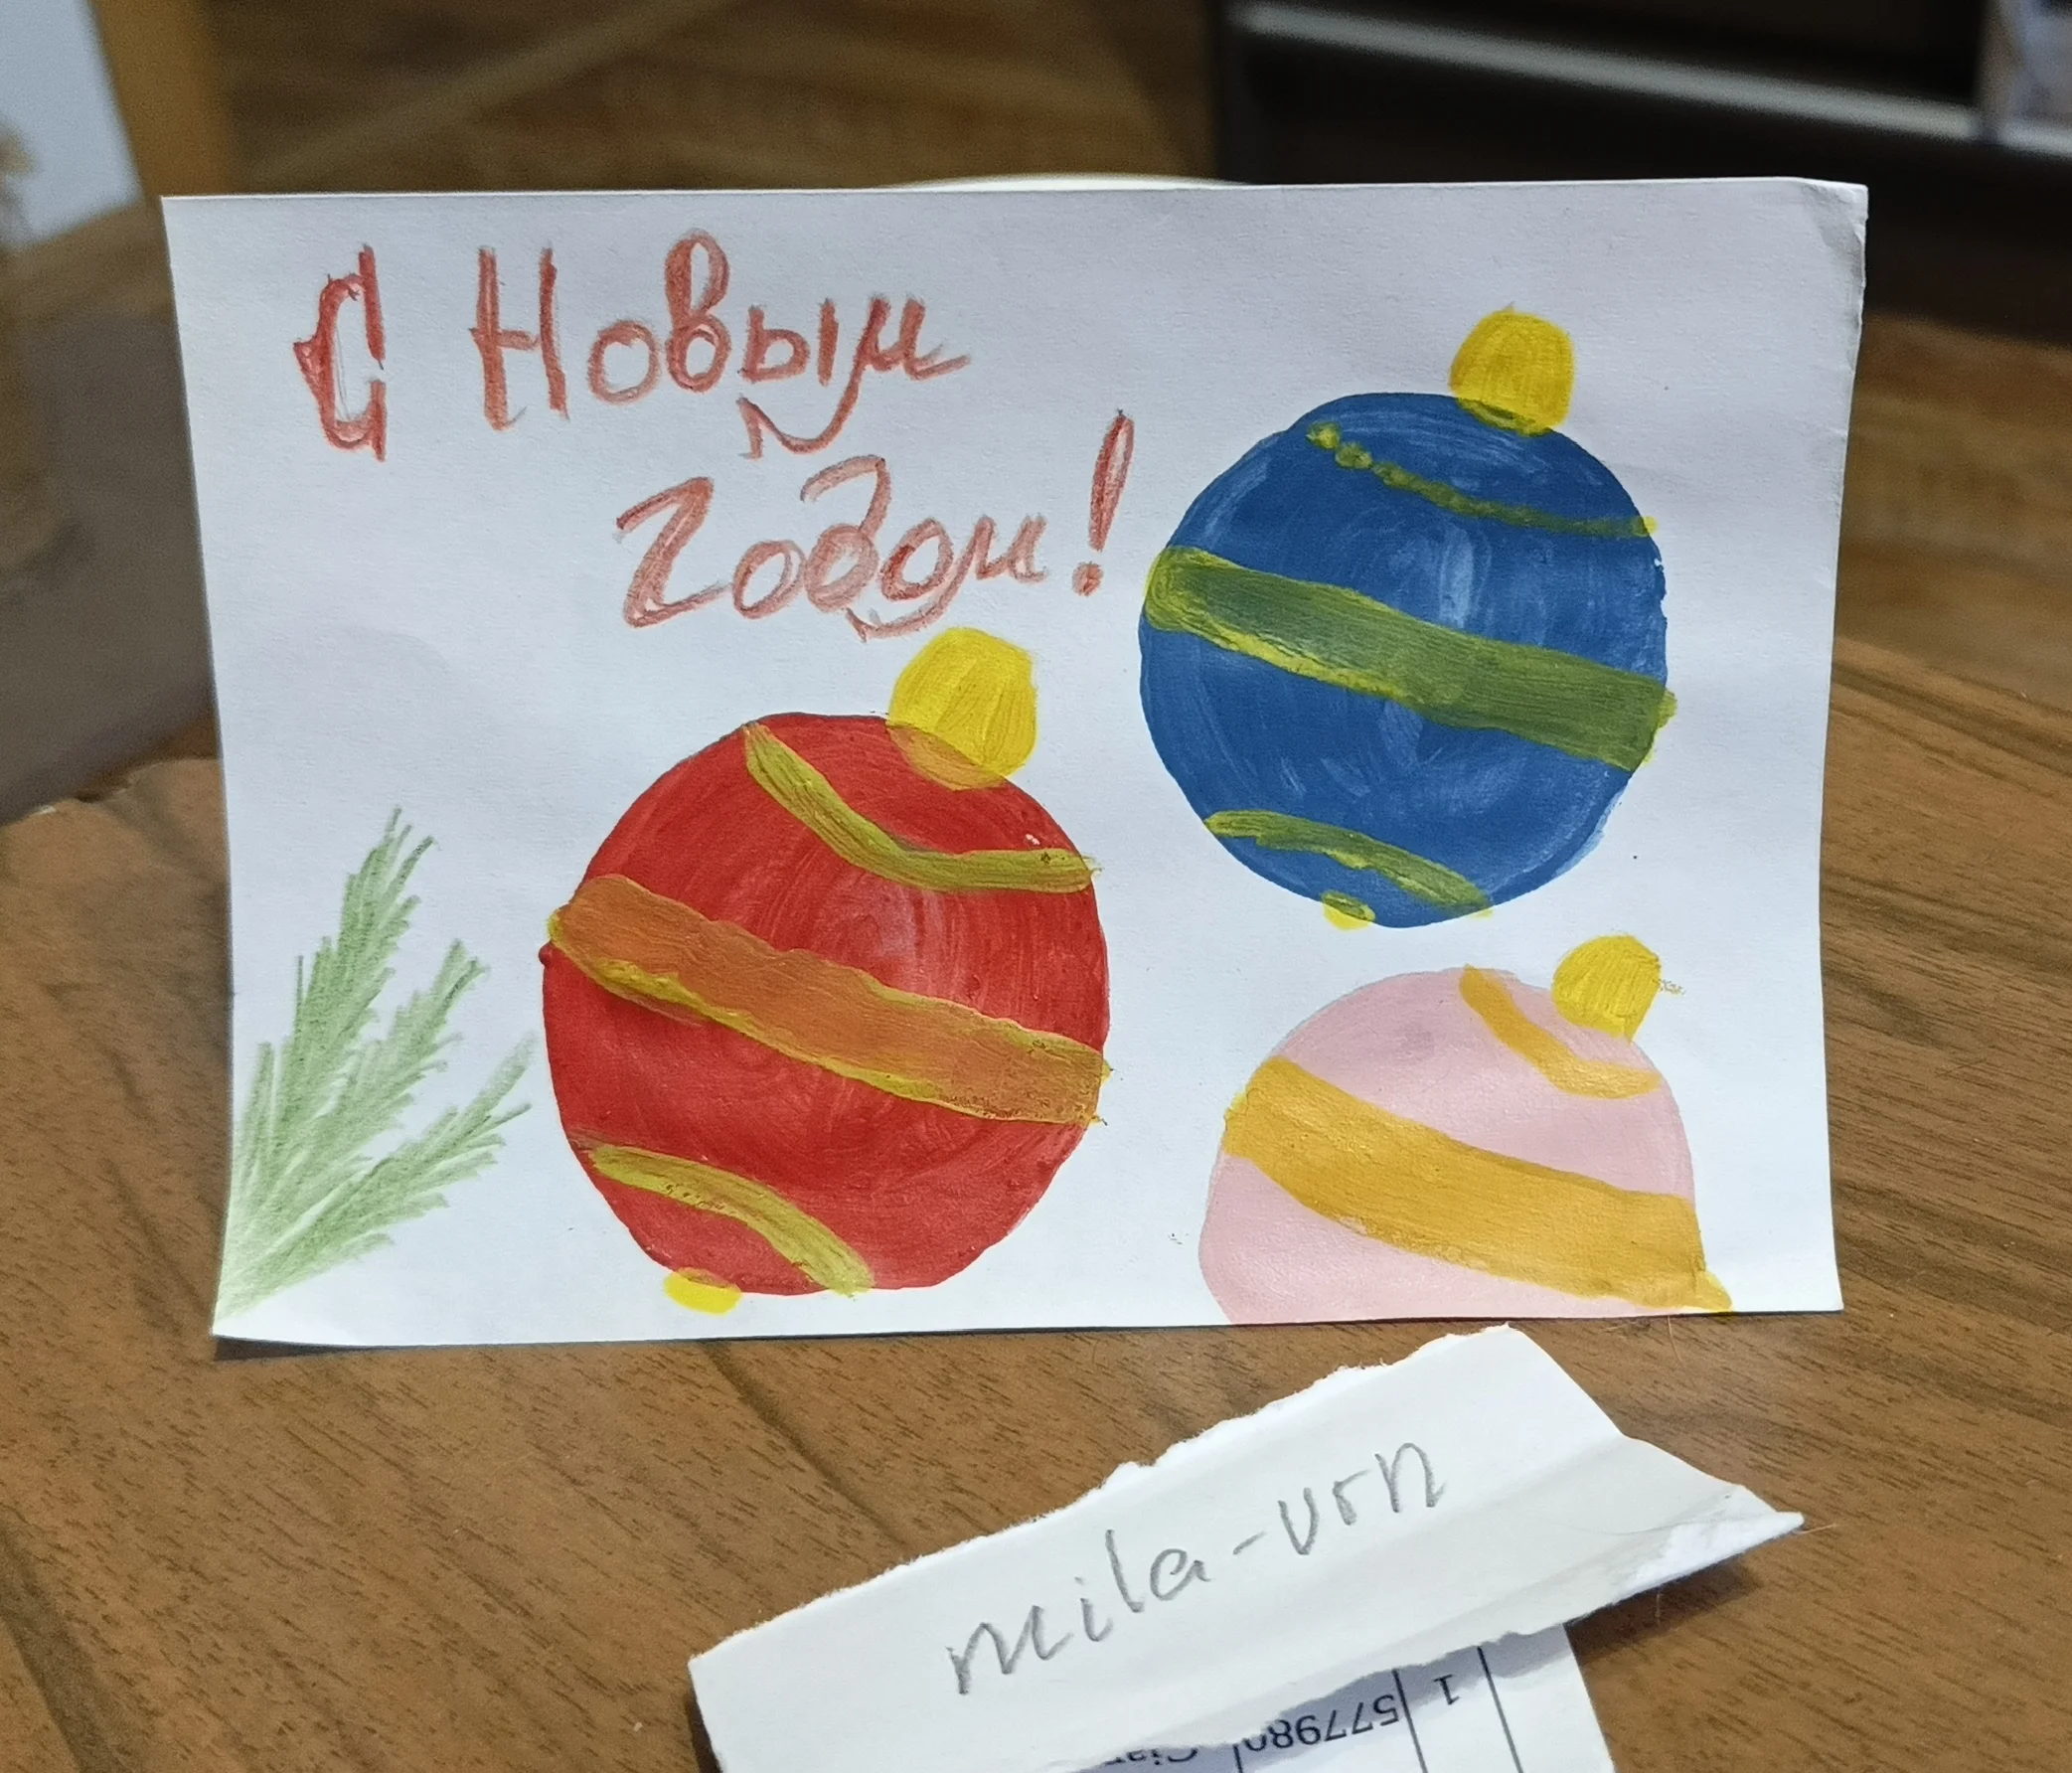 С Новым
Годом!
mila-vrn
1
577980